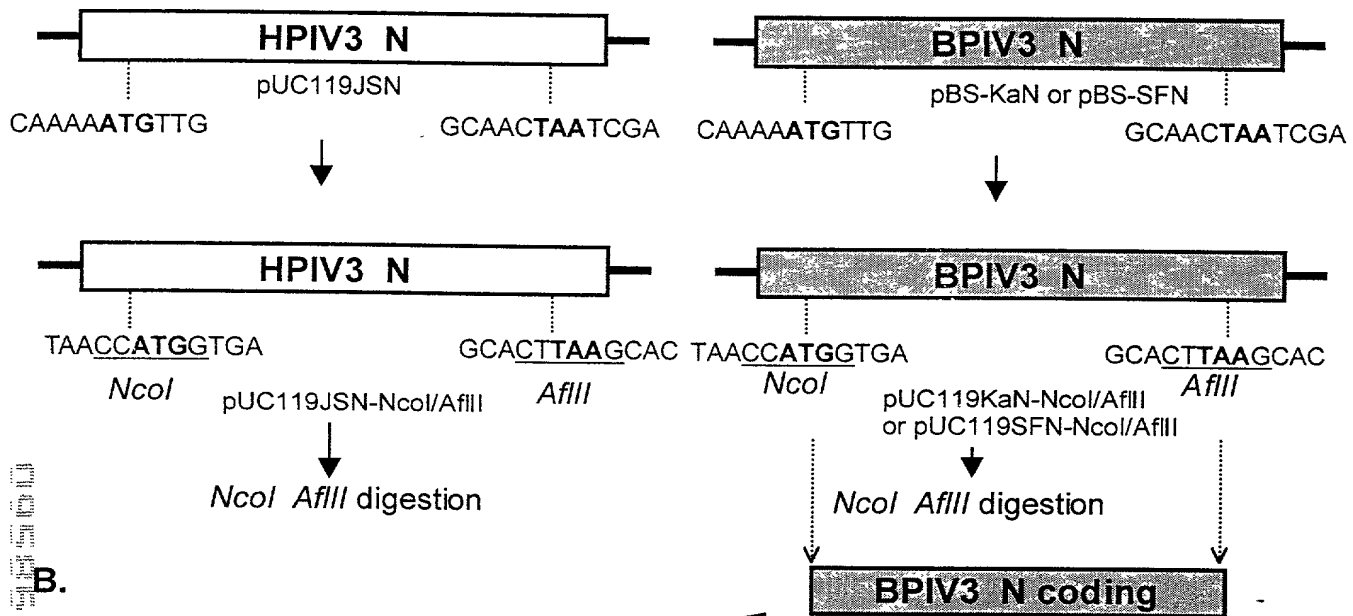 HPIV3 N
BPIV3 N
pUC119JSN
pBS-KaN or pBS-SFN
CAAAAATGTTG
GCAACTAATCGA
CAAAAATGTTG
GCAACTAATCGA
HPIV3 N
BPIV3 N
TAACCATGGTGA
GCACTTAAGCAC
TAACCATGGTGA
GCACTTAAGCAC
NcoI
AflII
NcoI
AflII
pUC119JSN-NcoI/AflII
pUC119KaN-NcoI/AflII
or pUC119SFN-NcoI/AflII
NcoI AflII digestion
NcoI AflII digestion
B.
BPIV3 N coding